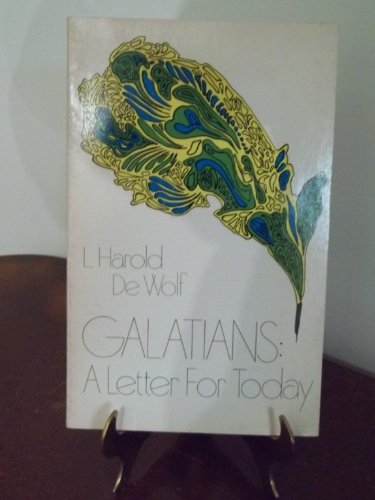 L. Harold
De Wolf
GALATIANS:
A Letter For Today